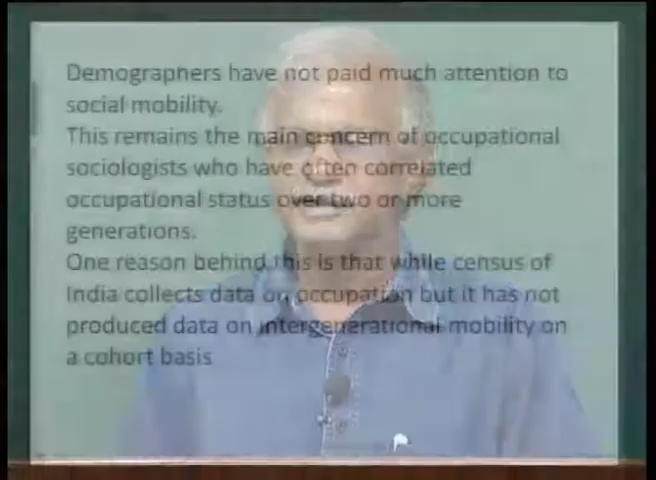 Demographers have not paid much attention to
social mobility.
This remains the main concern of occupational
sociologists who have often correlated
occupational status over two or more
generations.
One reason behind this is that while census of
India collects data on occupation but it has not
produced data on intergenerational mobility on
a cohort basis